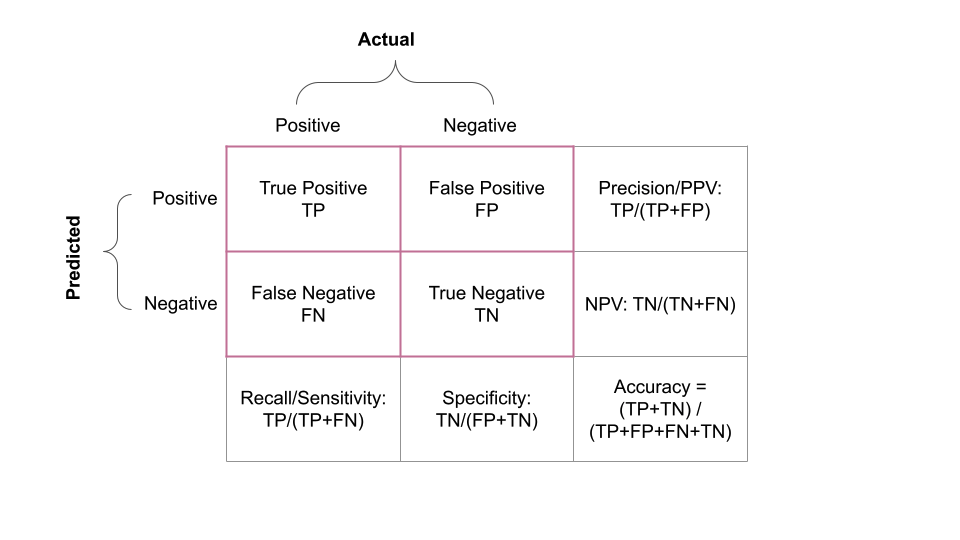 Actual
Positive
Negative
Predicted
Positive
True Positive
TP
False Positive
FP
Precision/PPV:
TP/(TP+FP)
Negative
False Negative
FN
True Negative
TN
NPV: TN/(TN+FN)
Recall/Sensitivity:
TP/(TP+FN)
Specificity:
TN/(FP+TN)
Accuracy =
(TP+TN) /
(TP+FP+FN+TN)